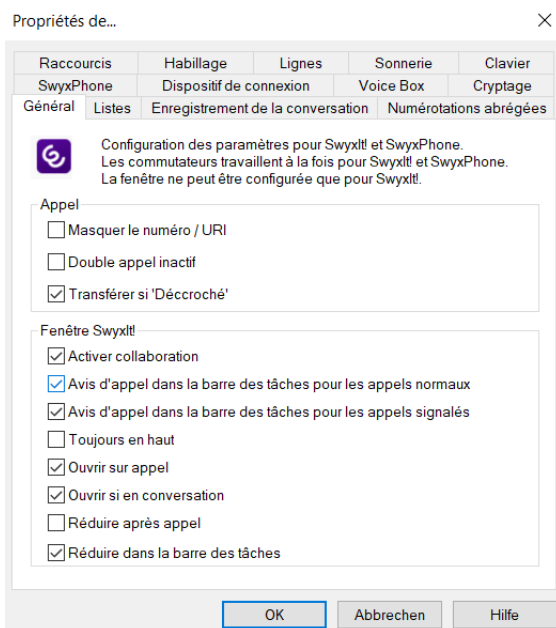 Propriétés de...
Raccourcis Habillage Lignes Sonnerie Clavier
SwyxPhone Dispositif de connexion Voice Box Cryptage
Général Listes Enregistrement de la conversation Numérotations abrégées
Configuration des paramètres pour SwyxIt! et SwyxPhone.
Les commutateurs travaillent à la fois pour SwyxIt! et SwyxPhone.
La fenêtre ne peut être configurée que pour SwyxIt!.
Appel
Masquer le numéro / URI
Double appel inactif
Transférer si 'Déccroché'
Fenêtre SwyxIt!
Activer collaboration
Avis d'appel dans la barre des tâches pour les appels normaux
Avis d'appel dans la barre des tâches pour les appels signalés
Toujours en haut
Ouvrir sur appel
Ouvrir si en conversation
Réduire après appel
Réduire dans la barre des tâches
OK Abbrechen Hilfe